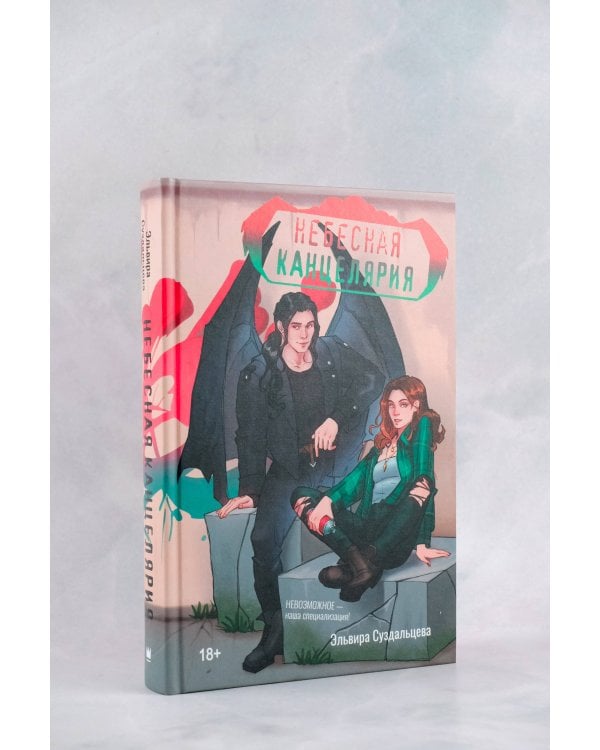 Эльвира
Суздальцева
НЕБЕСНАЯ КАНЦЕЛЯРИЯ
НЕБЕСНАЯ
КАНЦЕЛЯРИЯ
НЕВОЗМОЖНОЕ —
наша специализация!
Эльвира Суздальцева
18+